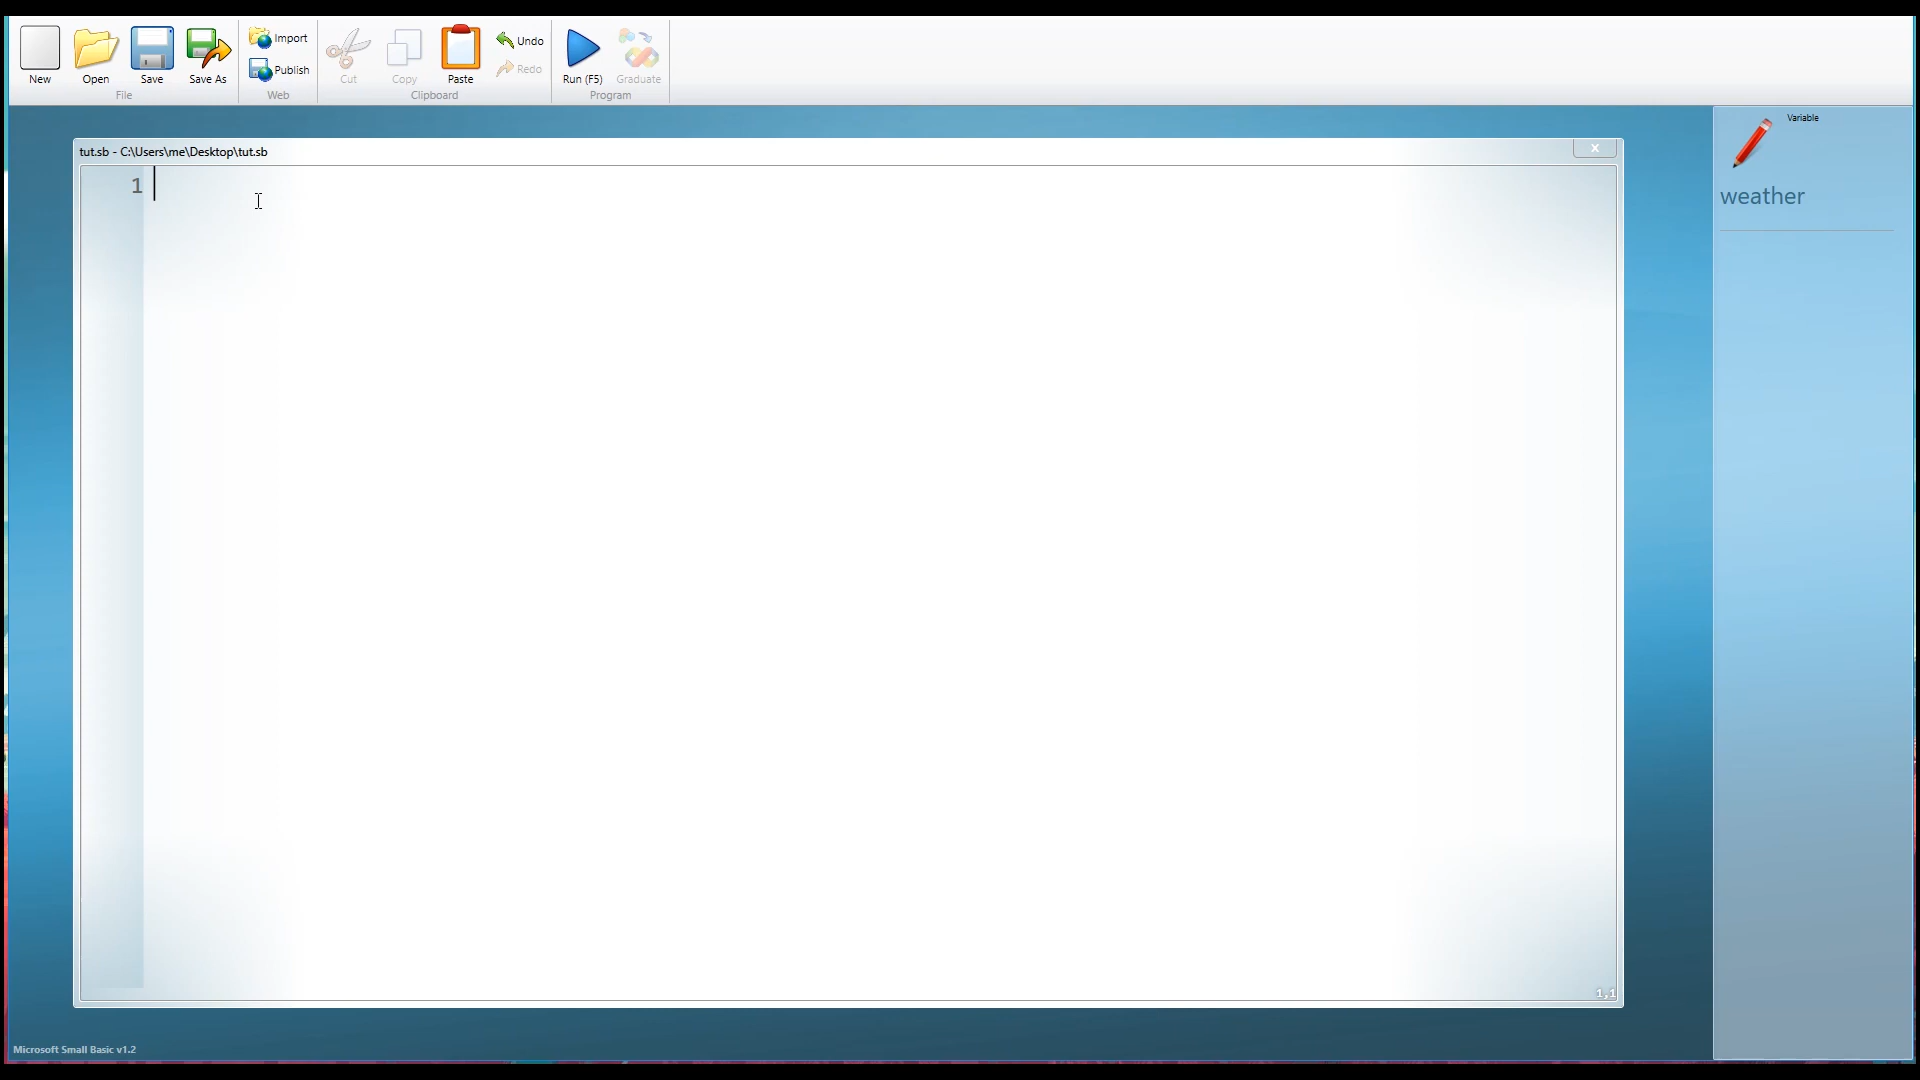 New
Open
Save
Save As
File
Import
Publish
Web
Cut
Copy
Paste
Undo
Redo
Clipboard
Run (F5)
Graduate
Program
tut.sb - C:\Users\me\Desktop\tut.sb
x
1
Variable
weather
1,1
Microsoft Small Basic v1.2